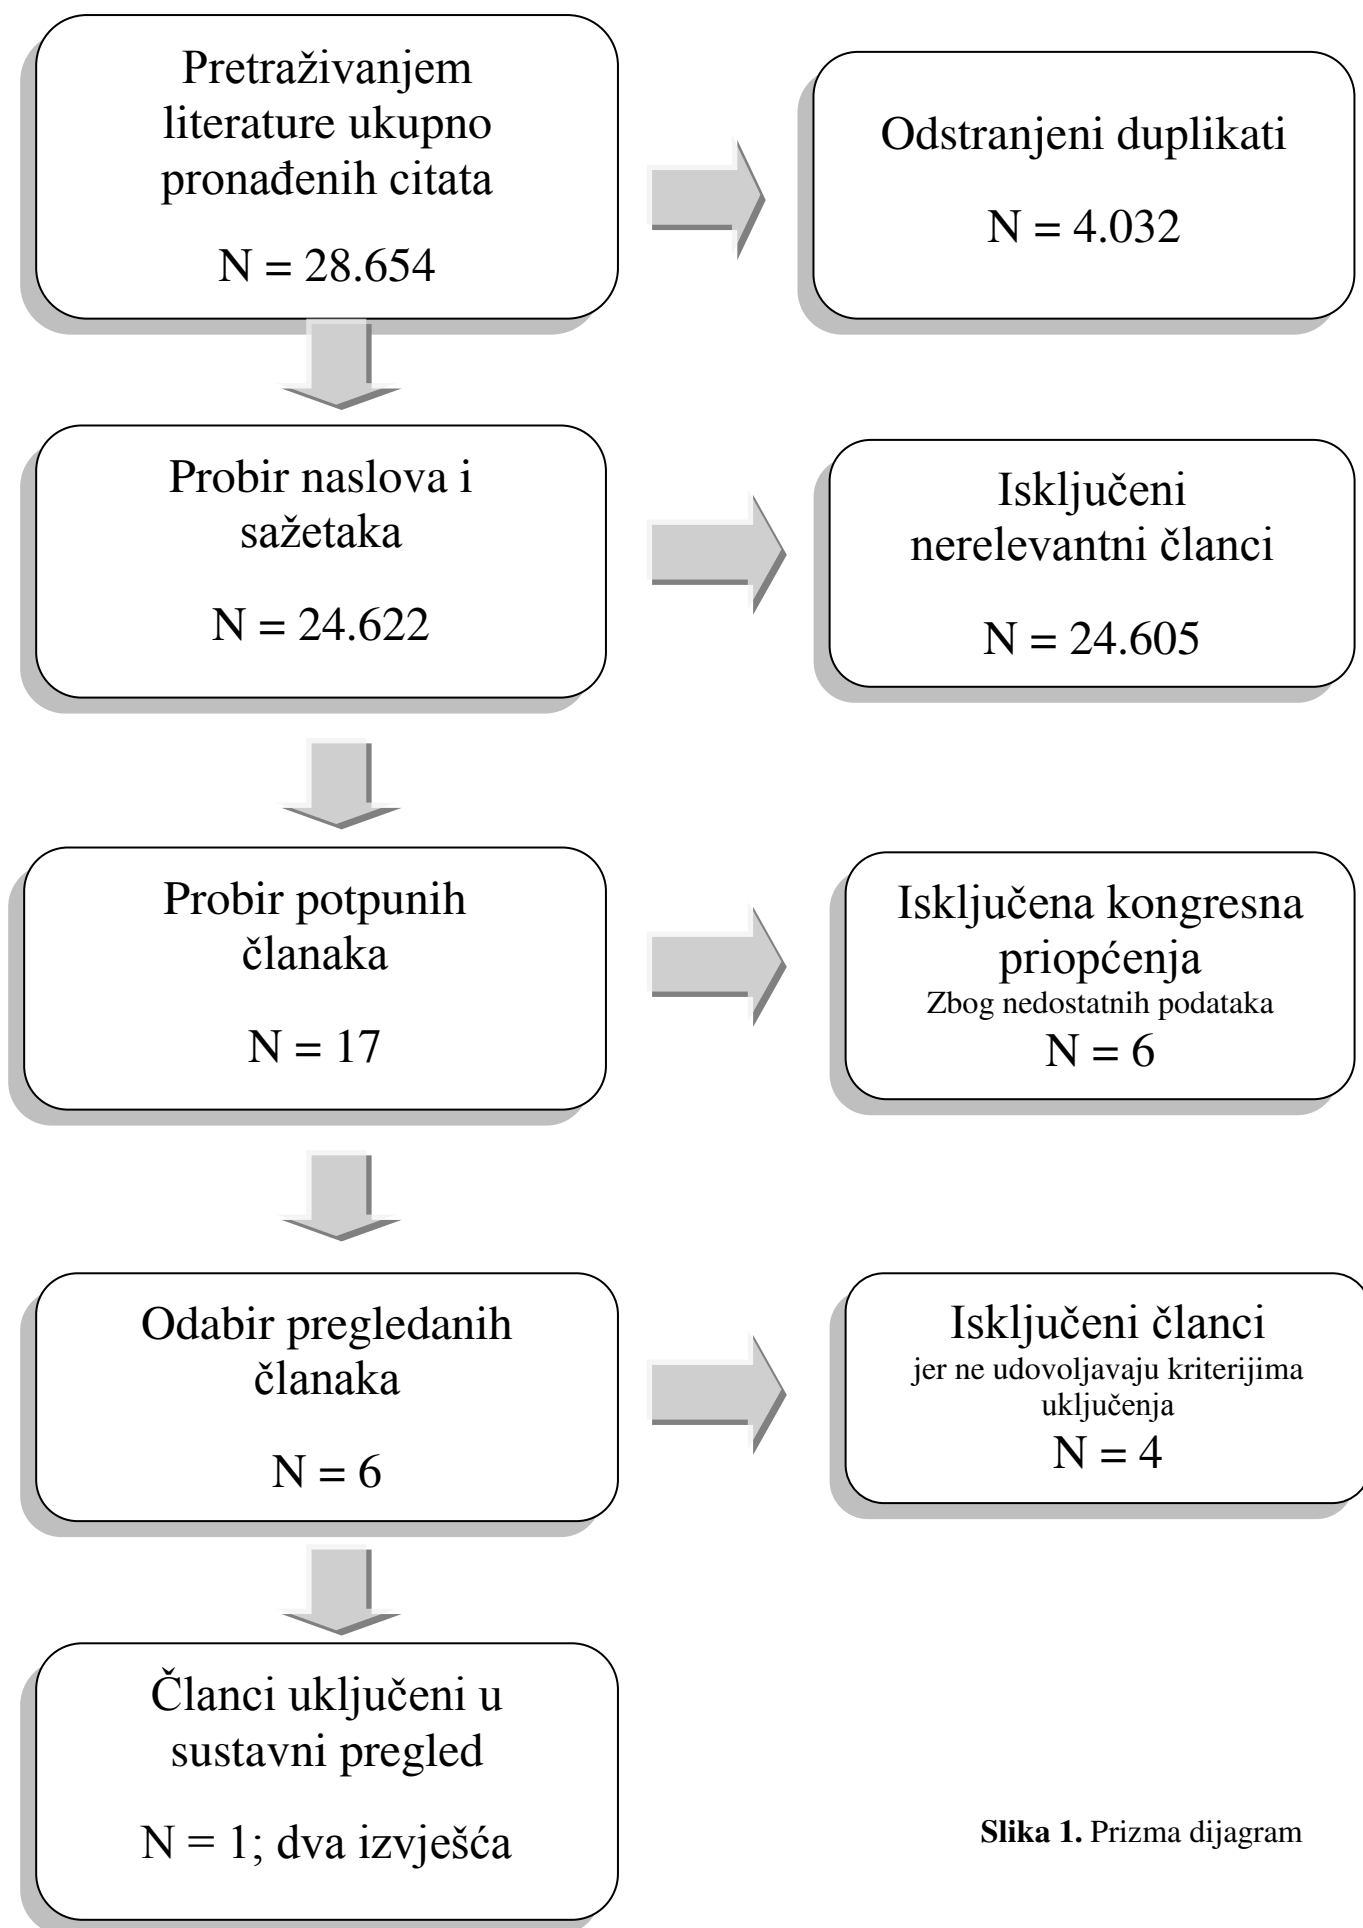 Pretraživanjem
literature ukupno
pronađenih citata
N = 28.654
Odstranjeni duplikati
N = 4.032
Probir naslova i
sažetaka
N = 24.622
Isključeni
nerelevantni članci
N = 24.605
Probir potpunih
članaka
N = 17
Isključena kongresna
priopćenja
Zbog nedostatnih podataka
N = 6
Odabir pregledanih
članaka
N = 6
Isključeni članci
jer ne udovoljavaju kriterijima
uključenja
N = 4
Članci uključeni u
sustavni pregled
N = 1; dva izvješća
Slika 1. Prizma dijagram